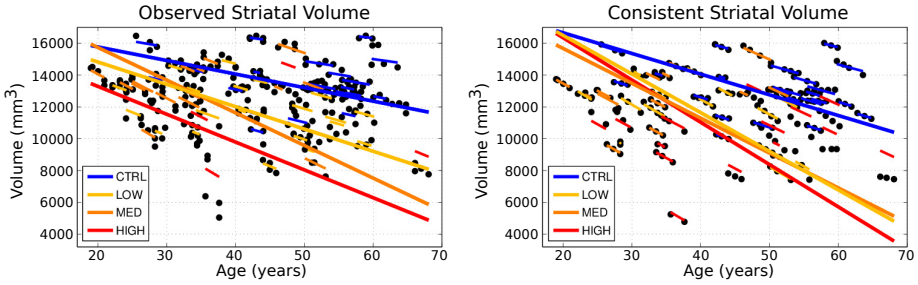 Observed Striatal Volume
16000
14000
12000
10000
8000
6000
4000
Volume (mm³)
CTRL
LOW
MED
HIGH
20 30 40 50 60 70
Age (years)
Consistent Striatal Volume
16000
14000
12000
10000
8000
6000
4000
Volume (mm³)
CTRL
LOW
MED
HIGH
20 30 40 50 60 70
Age (years)